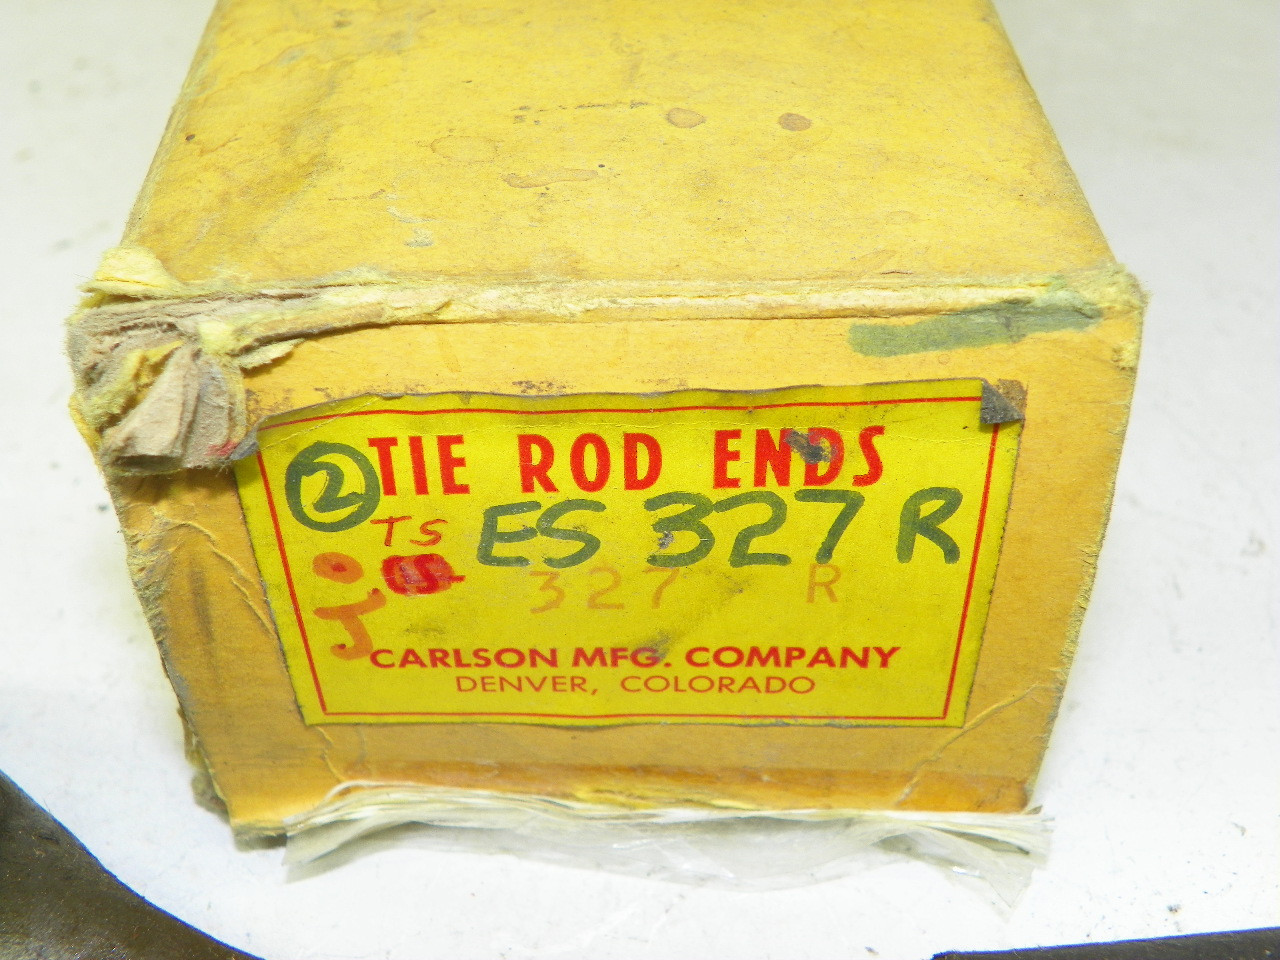 TIE ROD ENDS
2
TS ES 327 R
327 R
J
CARLSON MFG. COMPANY
DENVER, COLORADO